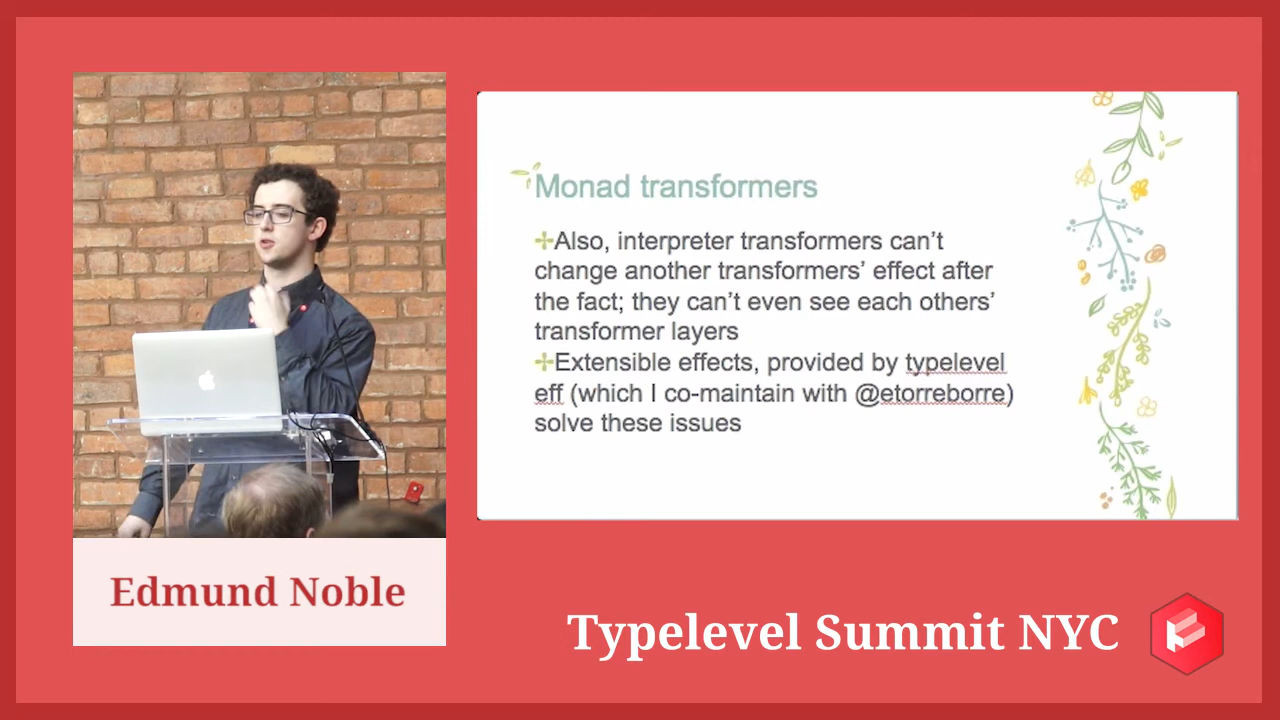 Monad transformers
✢Also, interpreter transformers can't
change another transformers' effect after
the fact; they can't even see each others'
transformer layers
✢Extensible effects, provided by typelevel
eff (which I co-maintain with @etorreborre)
solve these issues
Edmund Noble
Typelevel Summit NYC